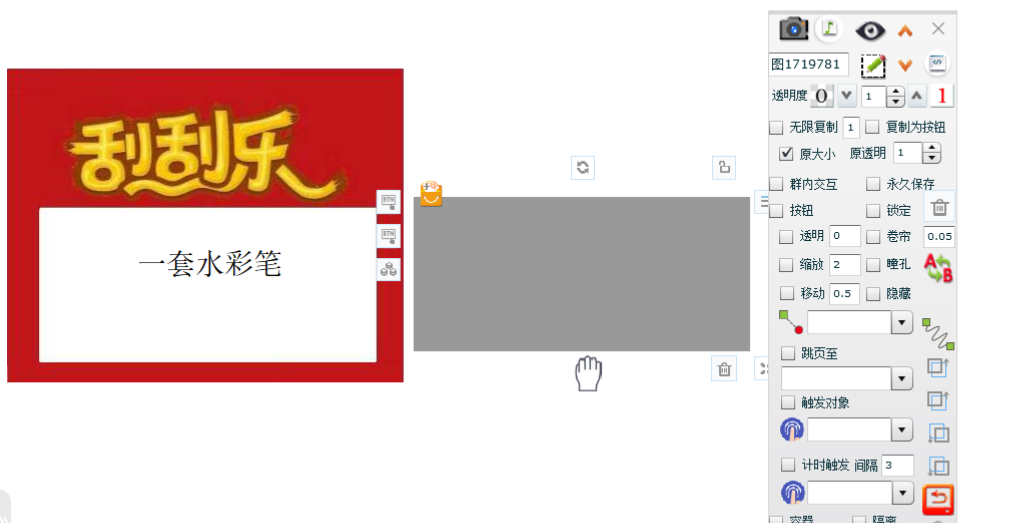 刮刮乐
一套水彩笔
BTN
BTN
图1719781
透明度 0 1 1
无限复制 1 复制为按钮
原大小 原透明 1
群内交互 永久保存
按钮 锁定
透明 0 卷帘 0.05
缩放 2 瞳孔
A B
移动 0.5 隐藏
跳页至
触发对象
计时触发 间隔 3
容器 隔离